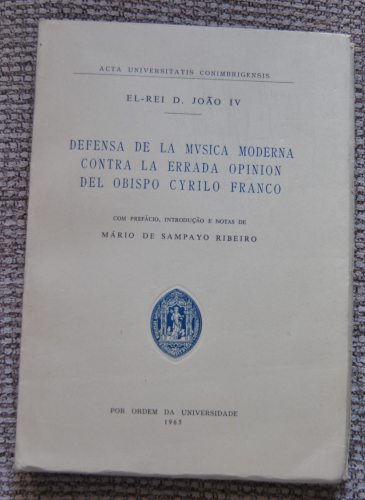 ACTA UNIVERSITATIS CONIMBRIGENSIS
EL-REI D. JOÃO IV
DEFENSA DE LA MVSICA MODERNA
CONTRA LA ERRADA OPINION
DEL OBISPO CYRILO FRANCO
COM PREFÁCIO, INTRODUÇÃO E NOTAS DE
MÁRIO DE SAMPAYO RIBEIRO
POR ORDEM DA UNIVERSIDADE
1965